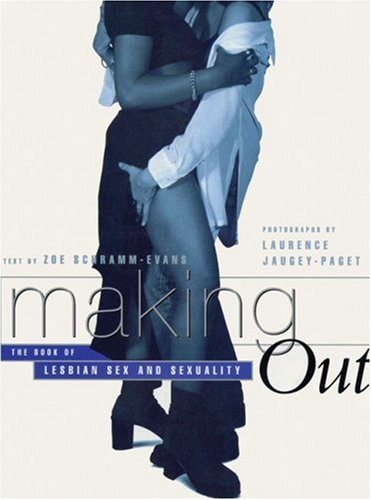 PHOTOGRAPHS BY
LAURENCE
JAUGEY-PAGET
TEXT BY ZOE SCHRAMM-EVANS
making
Out
THE BOOK OF
LESBIAN SEX AND SEXUALITY